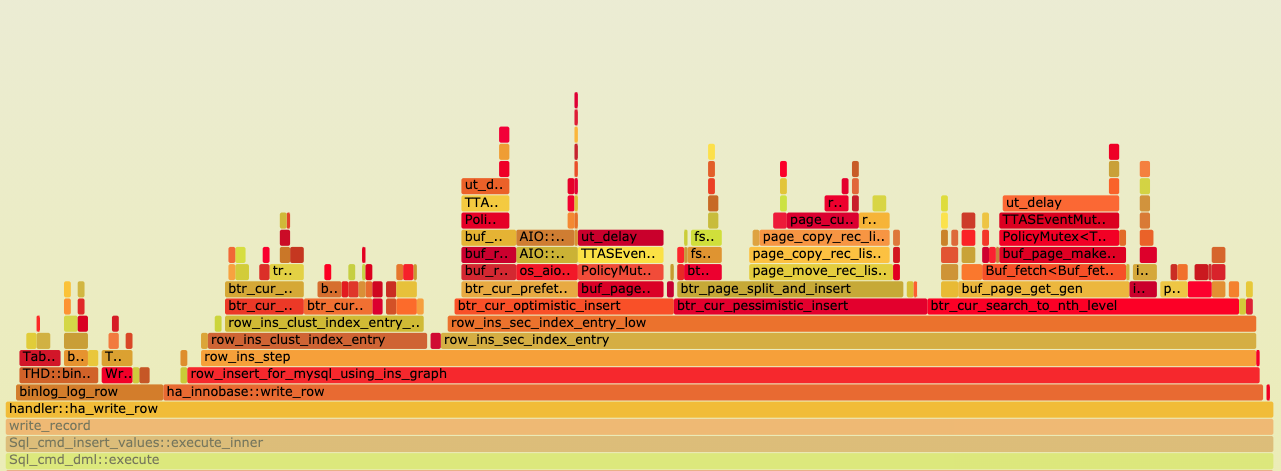 ut_d.. ut_delay
TTA.. r.. TTASEventMut..
Poli.. page_cu.. r.. PolicyMutex<T..
buf_.. AIO::.. ut_delay fs.. page_copy_rec_li.. buf_page_make..
buf_r.. AIO::.. TTASEven.. fs.. page_copy_rec_lis.. Buf_fetch<Buf_fet.. i..
tr.. buf_r.. os_aio.. PolicyMut.. bt.. page_move_rec_lis.. buf_page_get_gen i.. p..
btr_cur_.. b.. btr_cur_prefet.. buf_page.. btr_page_split_and_insert
btr_cur_.. btr_cur.. btr_cur_optimistic_insert btr_cur_pessimistic_insert btr_cur_search_to_nth_level
row_ins_clust_index_entry_.. row_ins_sec_index_entry_low
row_ins_clust_index_entry row_ins_sec_index_entry
Tab.. b.. T.. row_ins_step
THD::bin.. Wr.. row_insert_for_mysql_using_ins_graph
binlog_log_row ha_innobase::write_row
handler::ha_write_row
write_record
Sql_cmd_insert_values::execute_inner
Sql_cmd_dml::execute